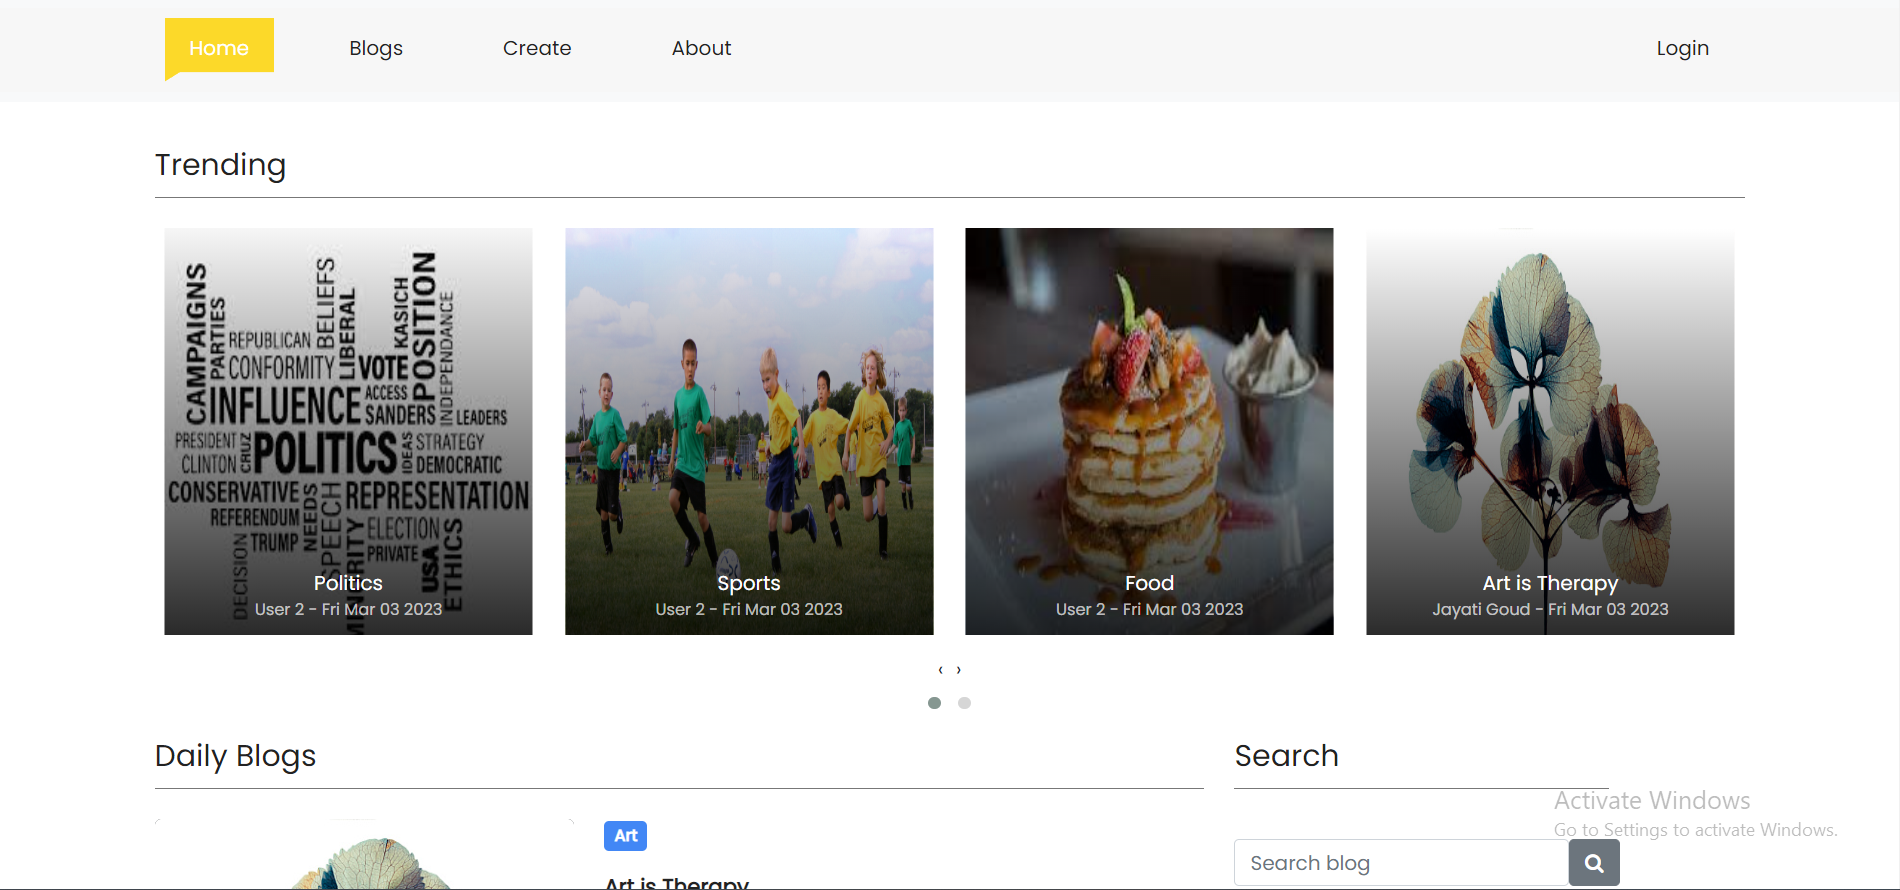 Home Blogs Create About Login
Trending
CAMPAIGNS
PARTIES
REPUBLICAN
BELIEFS
LIBERAL
KASICH
POSITION
INDEPENDANCE
CONFORMITY
VOTE
INFLUENCE
ACCESS
SANDERS
LEADERS
PRESIDENT
CLINTON
CRUZ
POLITICS
IDEAS
STRATEGY
DEMOCRATIC
CONSERVATIVE
NEEDS
SPEECH
REPRESENTATION
REFERENDUM
TRUMP
ELECTION
PRIVATE
USA
ETHICS
DECISION
Politics
User 2 - Fri Mar 03 2023
Sports
User 2 - Fri Mar 03 2023
Food
User 2 - Fri Mar 03 2023
Art is Therapy
Jayati Goud - Fri Mar 03 2023
‹ ›
Daily Blogs
Art
Art is Therapy
Search
Search blog
Activate Windows
Go to Settings to activate Windows.